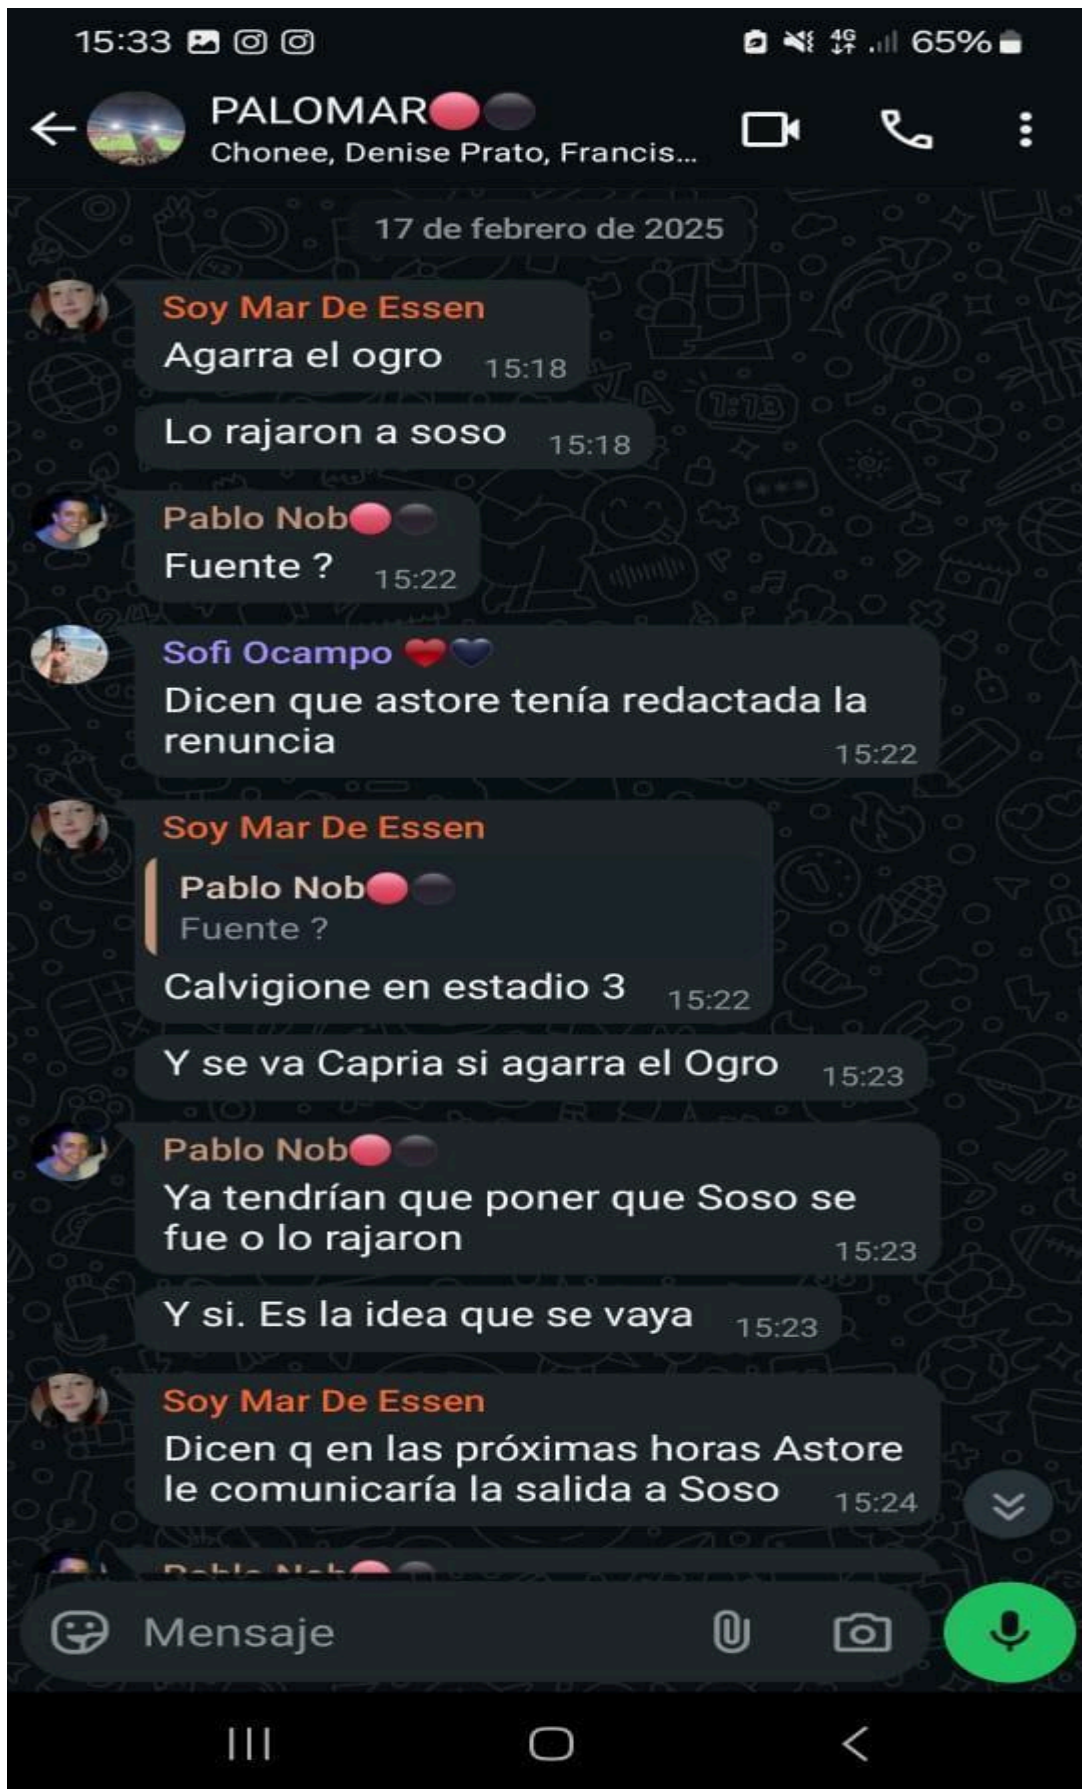 15:33
4G 65%
PALOMAR
Chonee, Denise Prato, Francis...
17 de febrero de 2025
Soy Mar De Essen
Agarra el ogro 15:18
Lo rajaron a soso 15:18
Pablo Nob
Fuente ? 15:22
Sofi Ocampo
Dicen que astore tenía redactada la
renuncia 15:22
Soy Mar De Essen
Pablo Nob
Fuente ?
Calvigione en estadio 3 15:22
Y se va Capria si agarra el Ogro 15:23
Pablo Nob
Ya tendrían que poner que Soso se
fue o lo rajaron 15:23
Y si. Es la idea que se vaya 15:23
Soy Mar De Essen
Dicen q en las próximas horas Astore
le comunicaría la salida a Soso 15:24
Pablo Nob
Mensaje